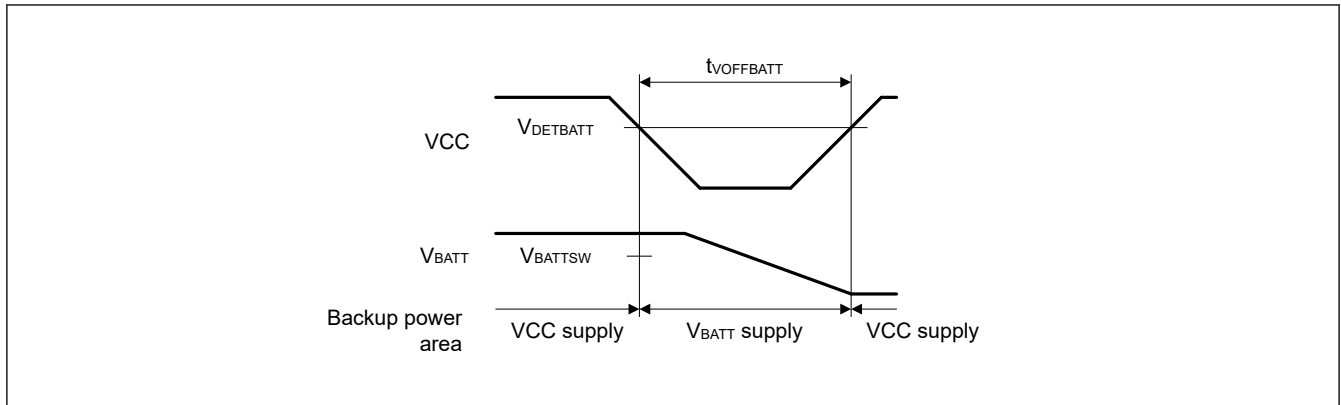 tVOFFBATT
VCC
VDETBATT
VBATT
VBATTSW
Backup power
area
VCC supply
VBATT supply
VCC supply